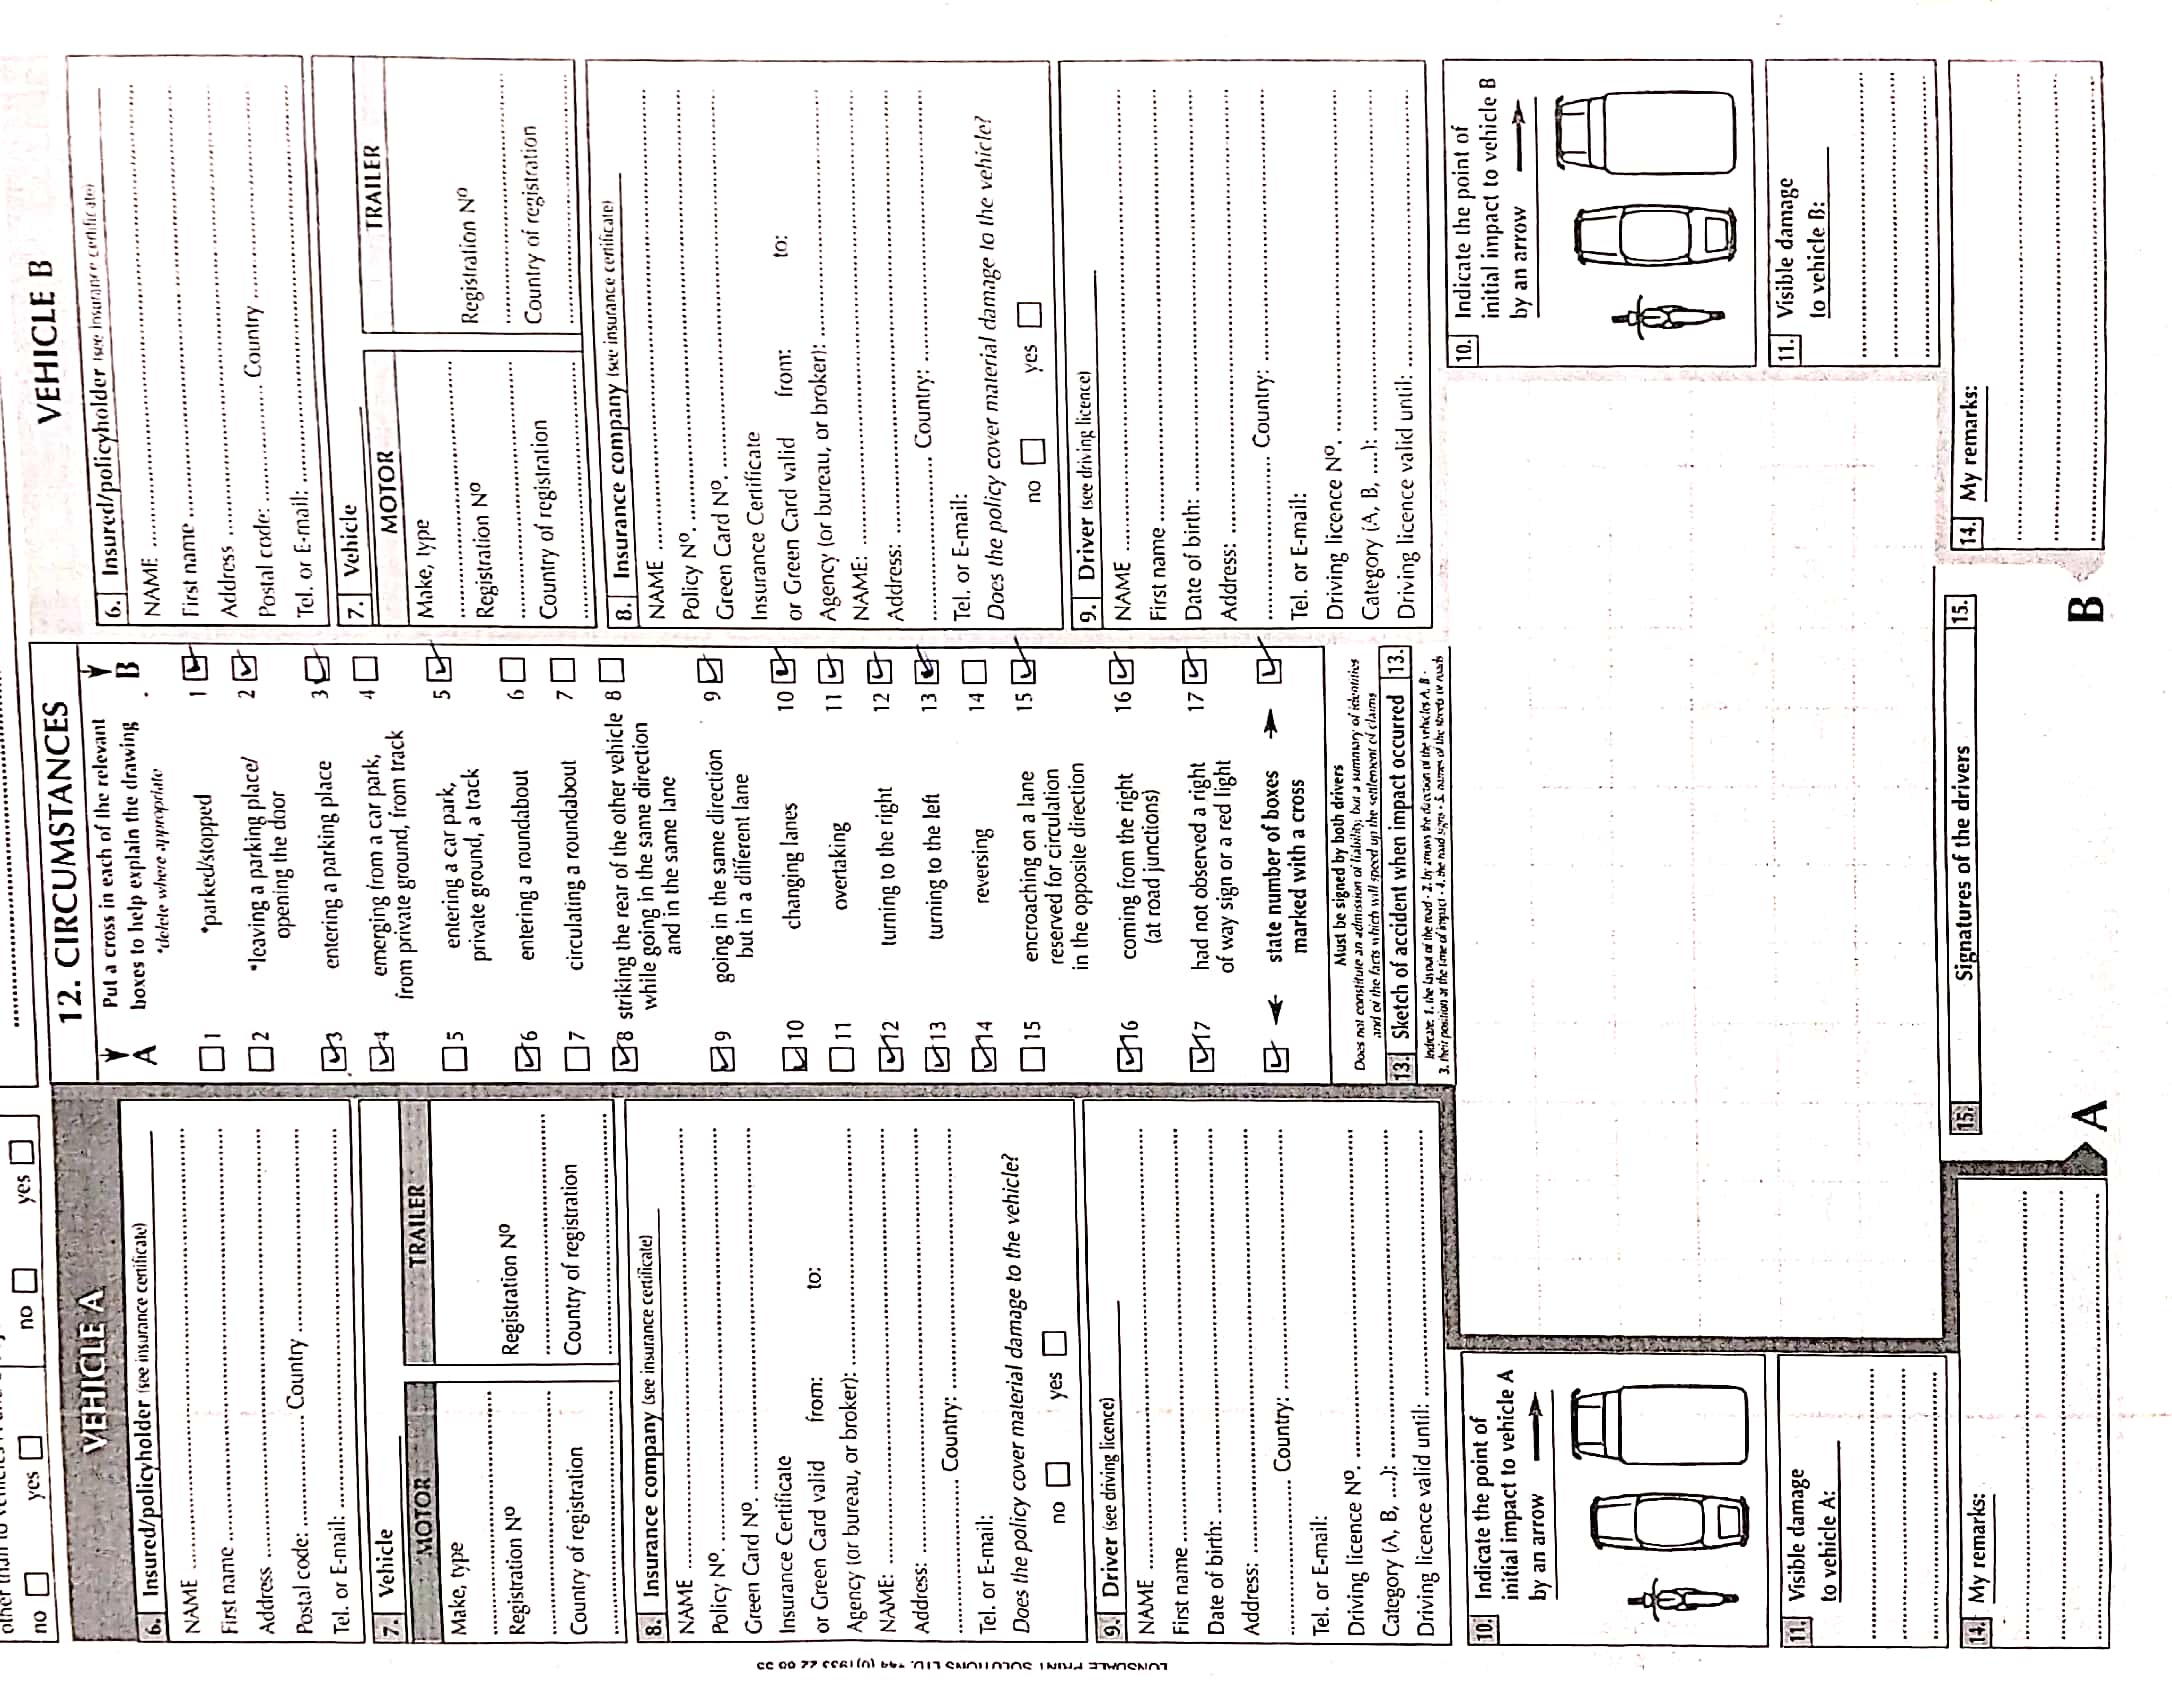 other than to vehicles A and B
no ☐ yes ☐ no ☐ yes ☐
VEHICLE A
6. Insured/policyholder (see insurance certificate)
NAME
First name
Address
Postal code: Country
Tel. or E-mail:
7. Vehicle
MOTOR
Make, type
Registration Nº
Country of registration
TRAILER
Registration Nº
Country of registration
8. Insurance company (see insurance certificate)
NAME
Policy Nº.
Green Card Nº.
Insurance Certificate
or Green Card valid from: to:
Agency (or bureau, or broker):
NAME:
Address:
Country:
Tel. or E-mail:
Does the policy cover material damage to the vehicle?
no ☐ yes ☐
9. Driver (see driving licence)
NAME
First name
Date of birth:
Address:
Country:
Tel. or E-mail:
Driving licence Nº.
Category (A, B, ...):
Driving licence valid until:
10. Indicate the point of
initial impact to vehicle A
by an arrow
11. Visible damage
to vehicle A:
14. My remarks:
12. CIRCUMSTANCES
A Put a cross in each of the relevant B
boxes to help explain the drawing
*delete where appropriate
☐ 1 *parked/stopped 1 ☑
☐ 2 *leaving a parking place/ 2 ☑
opening the door
☑ 3 entering a parking place 3 ☑
☑ 4 emerging from a car park, 4 ☐
from private ground, from track
☐ 5 entering a car park, 5 ☑
private ground, a track
☑ 6 entering a roundabout 6 ☐
☐ 7 circulating a roundabout 7 ☐
☑ 8 striking the rear of the other vehicle 8 ☐
while going in the same direction
and in the same lane
☑ 9 going in the same direction 9 ☑
but in a different lane
☑ 10 changing lanes 10 ☑
☐ 11 overtaking 11 ☑
☑ 12 turning to the right 12 ☑
☑ 13 turning to the left 13 ☑
☑ 14 reversing 14 ☐
☐ 15 encroaching on a lane 15 ☑
reserved for circulation
in the opposite direction
☑ 16 coming from the right 16 ☑
(at road junctions)
☑ 17 had not observed a right 17 ☑
of way sign or a red light
☑ ← state number of boxes → ☑
marked with a cross
Must be signed by both drivers
Does not constitute an admission of liability, but a summary of identities
and of the facts which will speed up the settlement of claims
13. Sketch of accident when impact occurred 13.
Indicate: 1. the layout of the road - 2. by arrows the direction of the vehicles A, B -
3. their position at the time of impact - 4. the road signs - 5. names of the streets or roads
15. Signatures of the drivers 15.
A B
VEHICLE B
6. Insured/policyholder (see insurance certificate)
NAME
First name
Address
Postal code: Country
Tel. or E-mail:
7. Vehicle
MOTOR
Make, type
Registration Nº
Country of registration
TRAILER
Registration Nº
Country of registration
8. Insurance company (see insurance certificate)
NAME
Policy Nº.
Green Card Nº.
Insurance Certificate
or Green Card valid from: to:
Agency (or bureau, or broker):
NAME:
Address:
Country:
Tel. or E-mail:
Does the policy cover material damage to the vehicle?
no ☐ yes ☐
9. Driver (see driving licence)
NAME
First name
Date of birth:
Address:
Country:
Tel. or E-mail:
Driving licence Nº.
Category (A, B, ...):
Driving licence valid until:
10. Indicate the point of
initial impact to vehicle B
by an arrow
11. Visible damage
to vehicle B:
14. My remarks:
LONSDALE PRINT SOLUTIONS LTD.